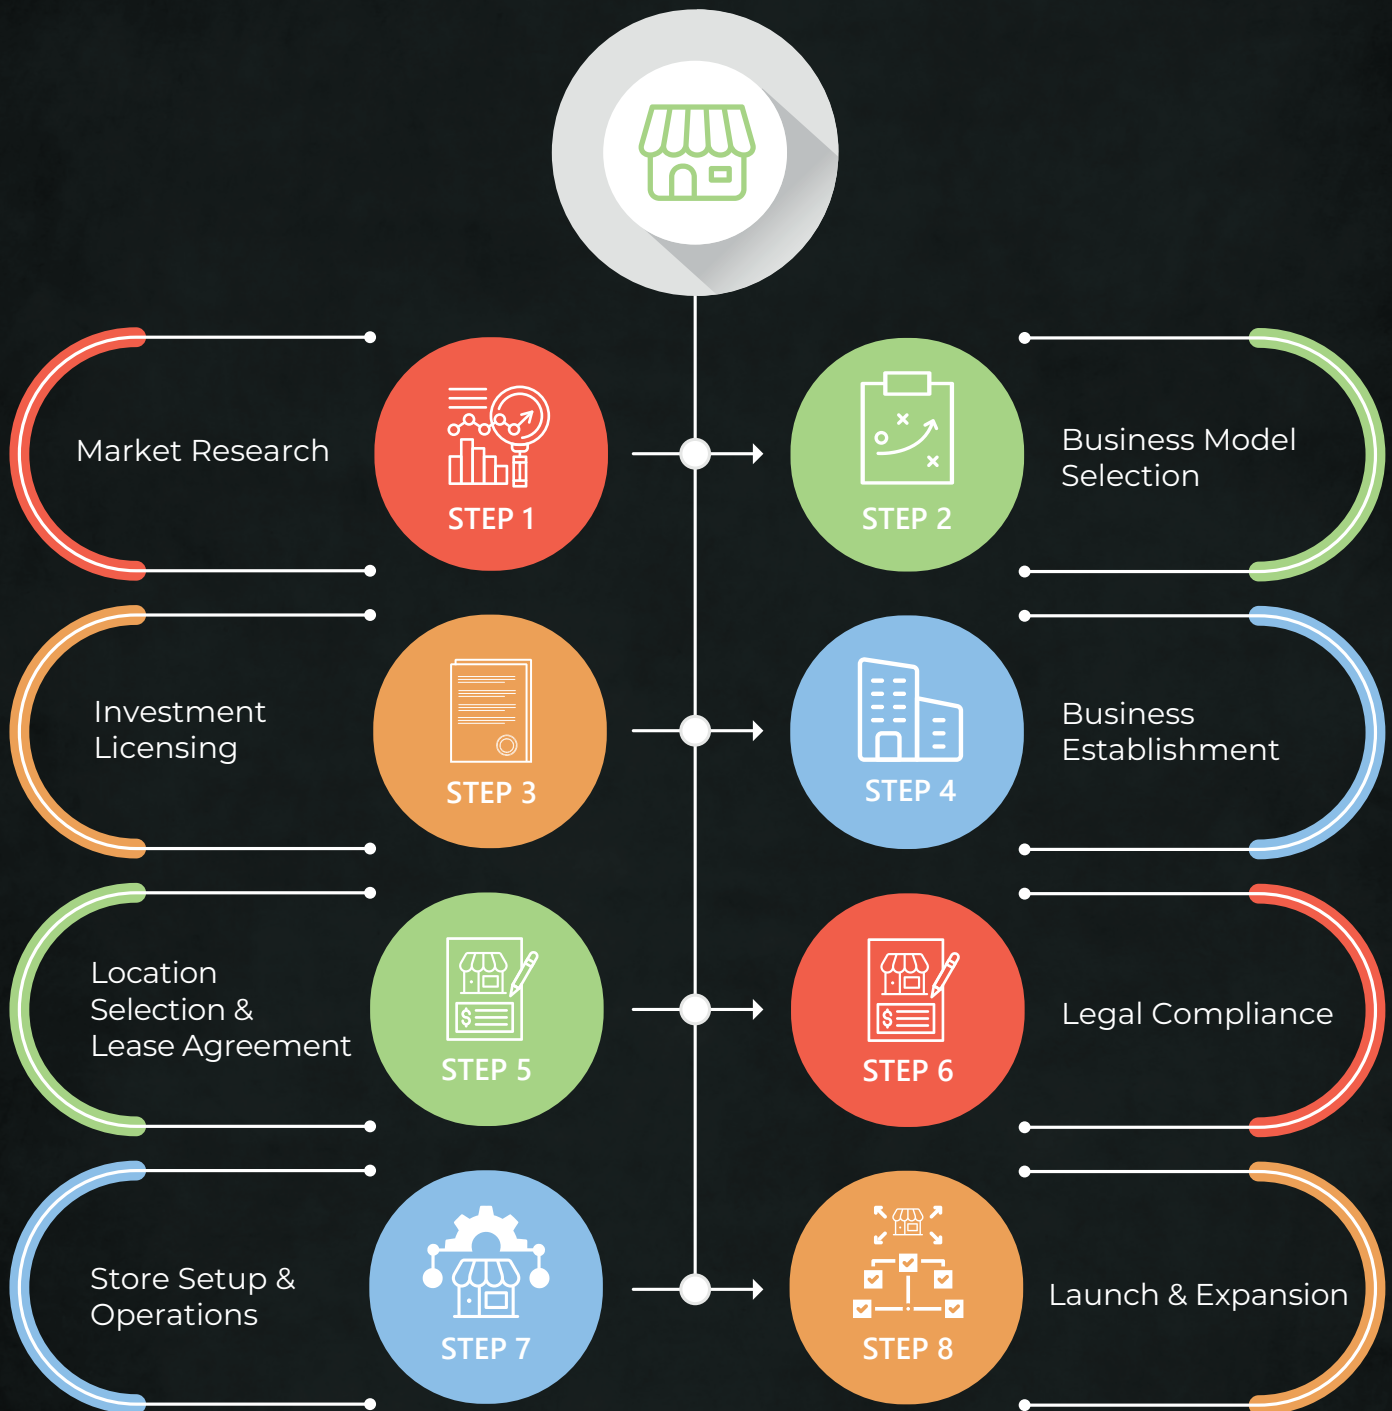 Market Research
STEP 1
STEP 2
Business Model
Selection
Investment
Licensing
STEP 3
STEP 4
Business
Establishment
Location
Selection &
Lease Agreement
$
STEP 5
$
STEP 6
Legal Compliance
Store Setup &
Operations
STEP 7
STEP 8
Launch & Expansion